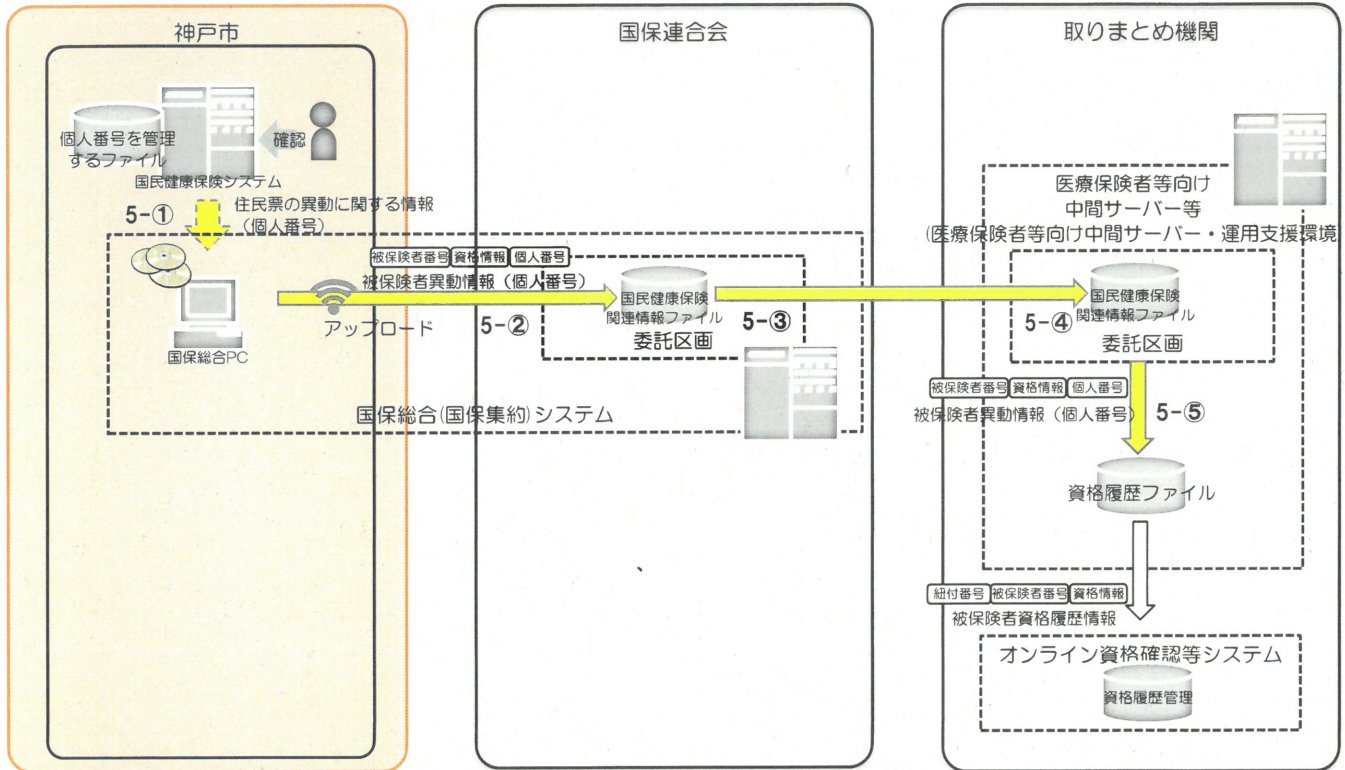 神戸市
国保連合会
取りまとめ機関
個人番号を管理
するファイル
確認
国民健康保険システム
5-①
住民票の異動に関する情報
（個人番号）
国保総合PC
被保険者番号 資格情報 個人番号
被保険者異動情報（個人番号）
アップロード
5-②
国民健康保険
関連情報ファイル
委託区画
5-③
国保総合(国保集約)システム
医療保険者等向け
中間サーバー等
(医療保険者等向け中間サーバー・運用支援環境
5-④
国民健康保険
関連情報ファイル
委託区画
被保険者番号 資格情報 個人番号
被保険者異動情報（個人番号）
5-⑤
資格履歴ファイル
紐付番号 被保険者番号 資格情報
被保険者資格履歴情報
オンライン資格確認等システム
資格履歴管理